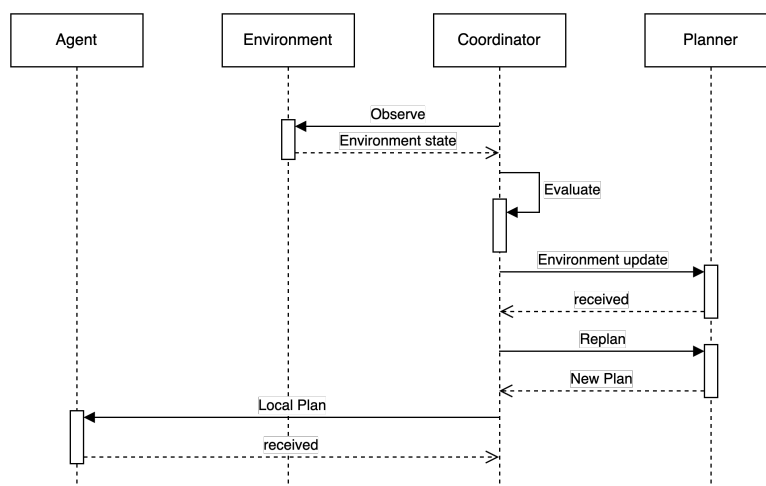 Agent
Environment
Coordinator
Planner
Observe
Environment state
Evaluate
Environment update
received
Replan
New Plan
Local Plan
received